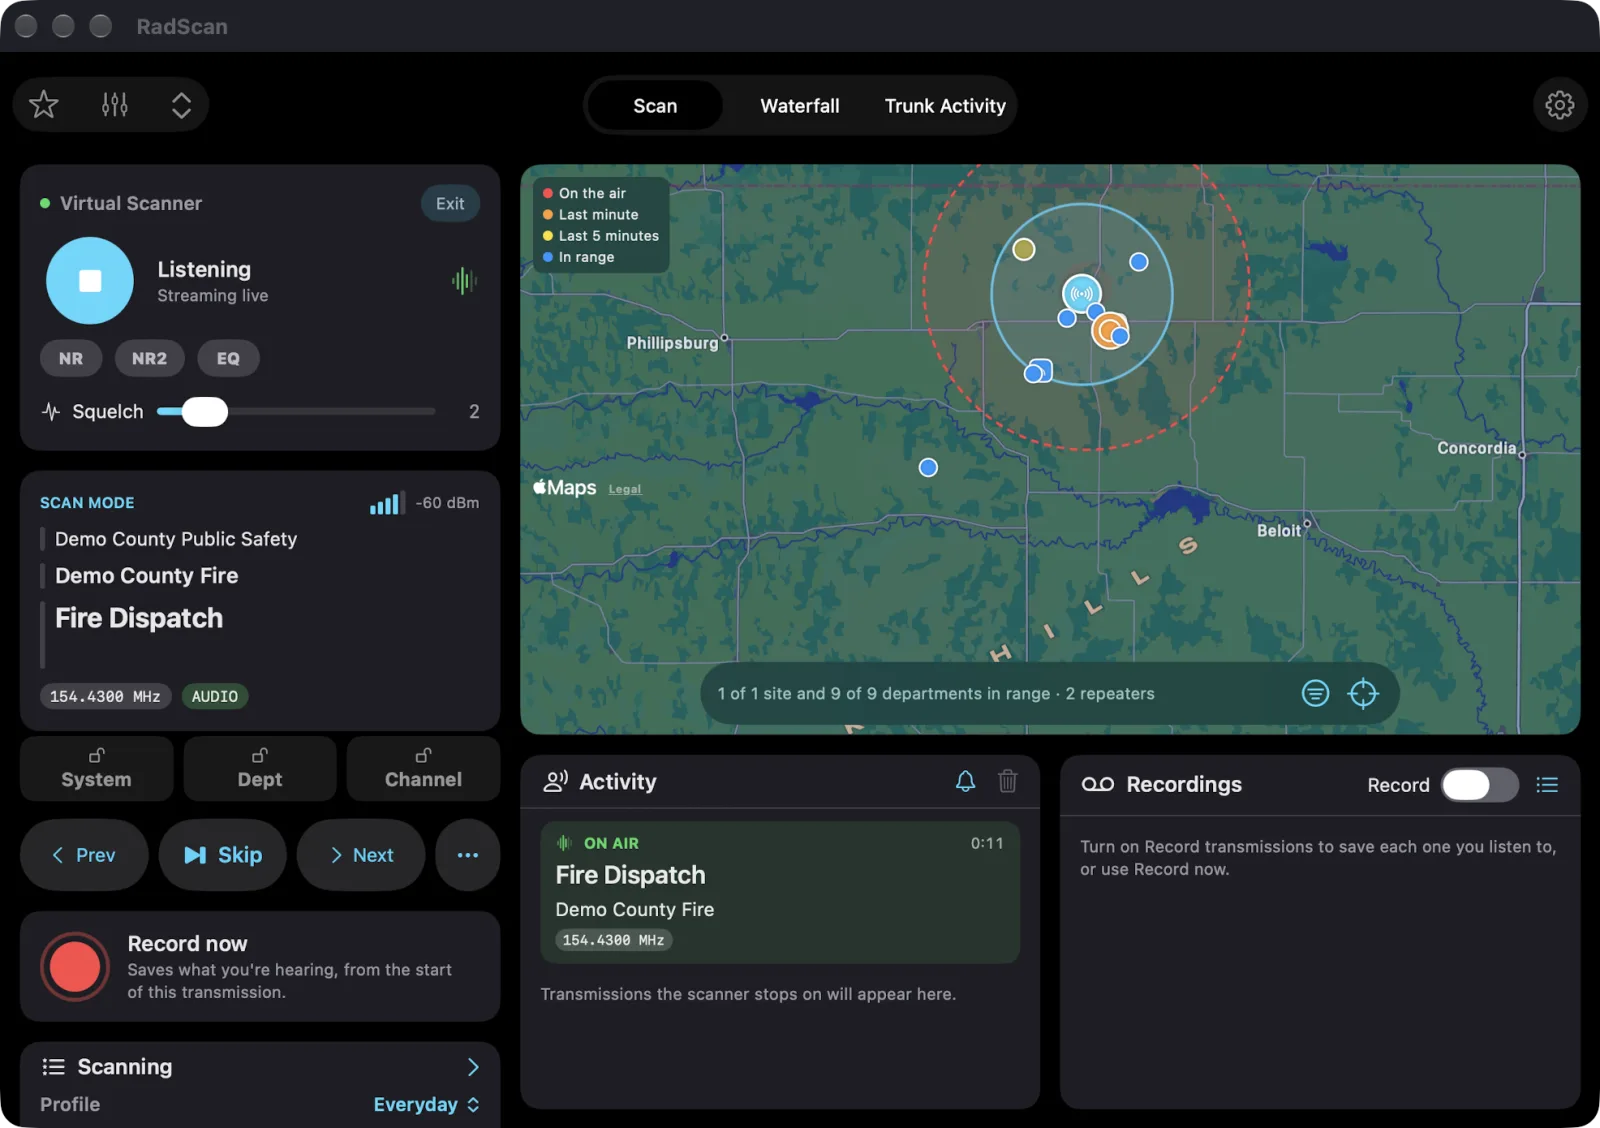 RadScan
Scan
Waterfall
Trunk Activity
Virtual Scanner
Exit
Listening
Streaming live
NR
NR2
EQ
Squelch
2
SCAN MODE
-60 dBm
Demo County Public Safety
Demo County Fire
Fire Dispatch
154.4300 MHz
AUDIO
System
Dept
Channel
Prev
Skip
Next
Record now
Saves what you're hearing, from the start
of this transmission.
Scanning
Profile
Everyday
On the air
Last minute
Last 5 minutes
In range
Phillipsburg
Concordia
Maps
Legal
Beloit
H I L L S
1 of 1 site and 9 of 9 departments in range · 2 repeaters
Activity
ON AIR
0:11
Fire Dispatch
Demo County Fire
154.4300 MHz
Transmissions the scanner stops on will appear here.
Recordings
Record
Turn on Record transmissions to save each one you listen to,
or use Record now.